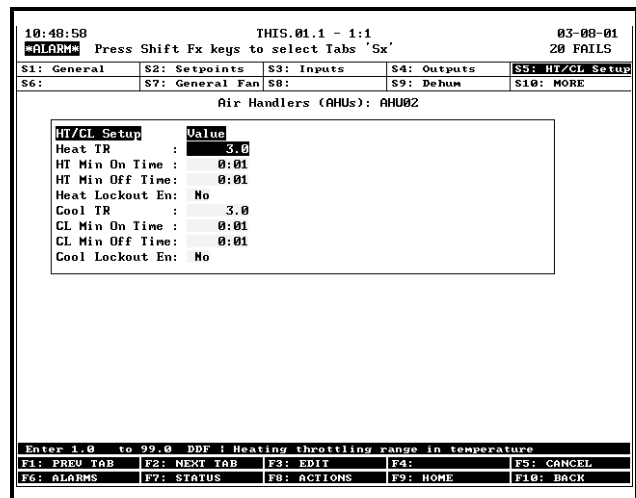 10:48:58 THIS.01.1 - 1:1 03-08-01
*ALARM* Press Shift Fx keys to select Tabs 'Sx' 20 FAILS
S1: General S2: Setpoints S3: Inputs S4: Outputs S5: HT/CL Setup
S6: S7: General Fan S8: S9: Dehum S10: MORE
Air Handlers (AHUs): AHU02
HT/CL Setup Value
Heat TR : 3.0
HT Min On Time : 0:01
HT Min Off Time: 0:01
Heat Lockout En: No
Cool TR : 3.0
CL Min On Time : 0:01
CL Min Off Time: 0:01
Cool Lockout En: No
Enter 1.0 to 99.0 DDF : Heating throttling range in temperature
F1: PREV TAB F2: NEXT TAB F3: EDIT F4: F5: CANCEL
F6: ALARMS F7: STATUS F8: ACTIONS F9: HOME F10: BACK